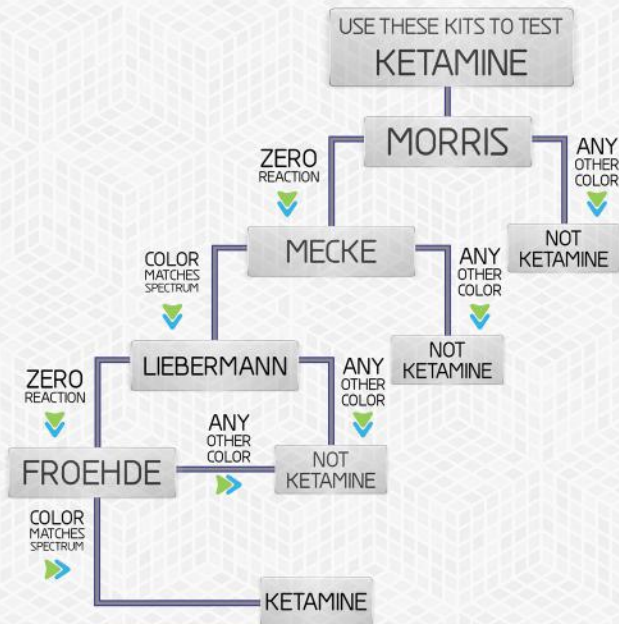 USE THESE KITS TO TEST
KETAMINE
MORRIS
ZERO
REACTION
ANY
OTHER
COLOR
NOT
KETAMINE
MECKE
COLOR
MATCHES
SPECTRUM
ANY
OTHER
COLOR
NOT
KETAMINE
LIEBERMANN
ZERO
REACTION
ANY
OTHER
COLOR
ANY
OTHER
COLOR
NOT
KETAMINE
FROEHDE
COLOR
MATCHES
SPECTRUM
KETAMINE